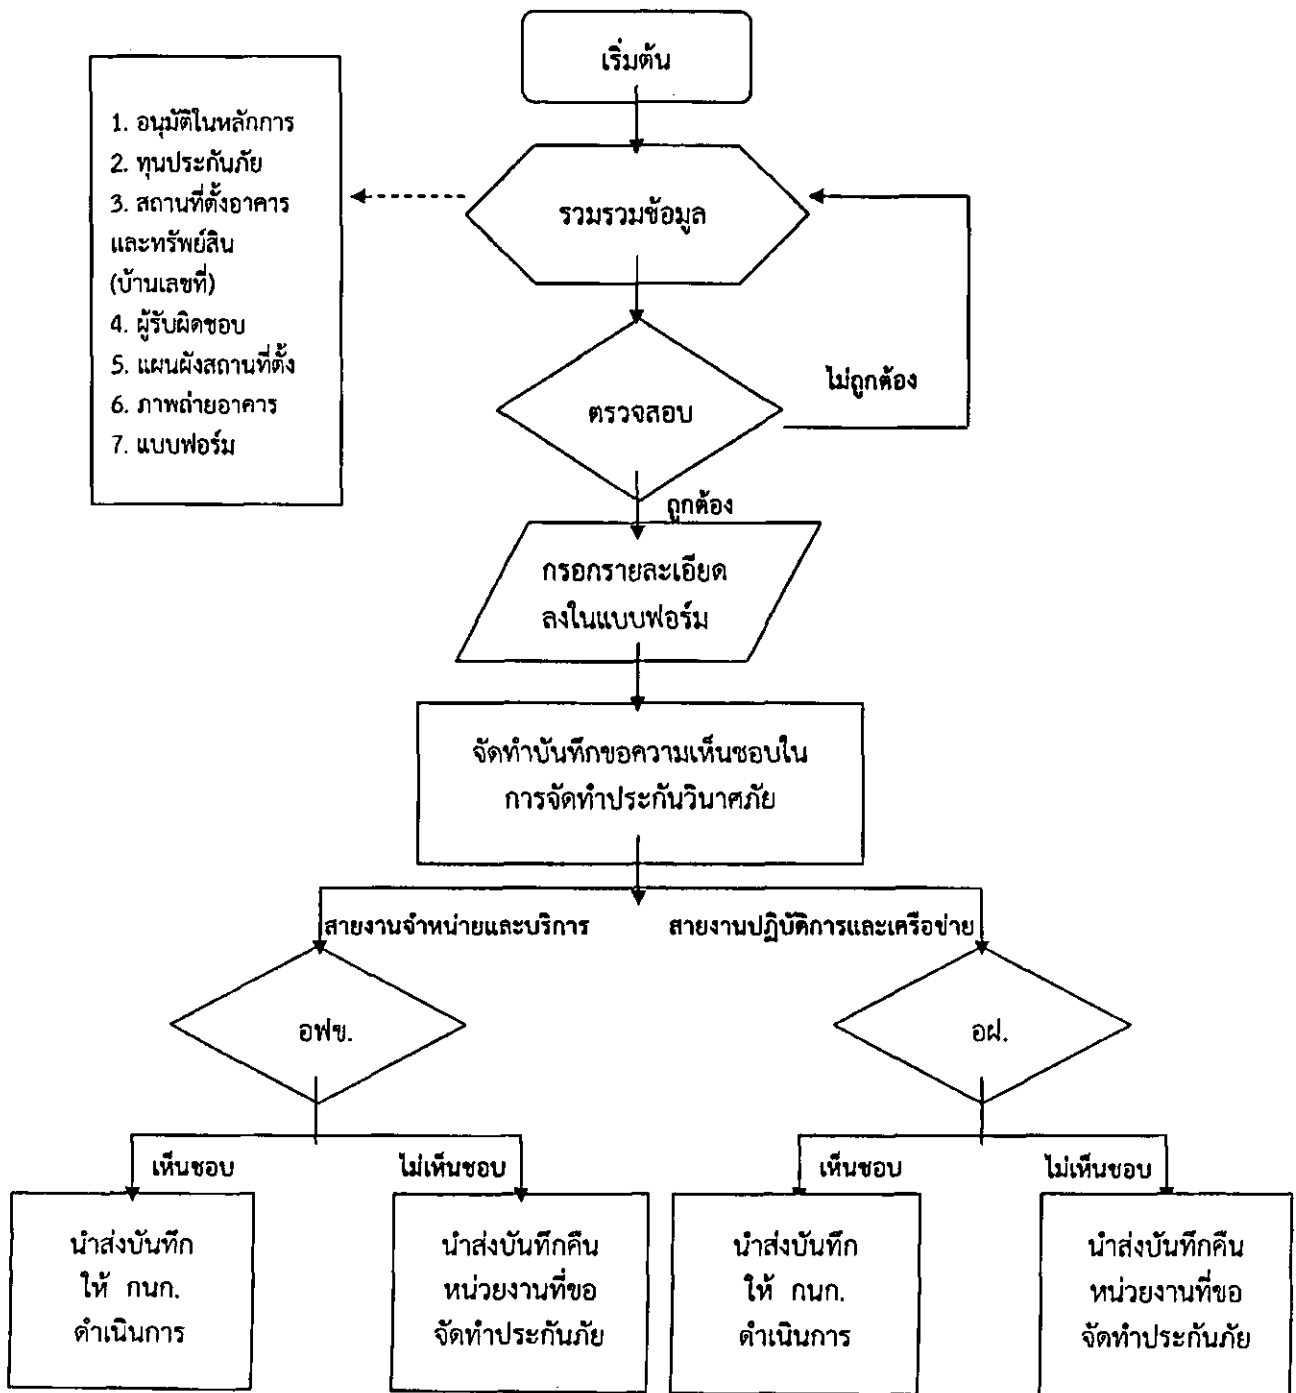 เริ่มต้น
1. อนุมัติในหลักการ
2. ทุนประกันภัย
3. สถานที่ตั้งอาคาร
และทรัพย์สิน
(บ้านเลขที่)
4. ผู้รับผิดชอบ
5. แผนผังสถานที่ตั้ง
6. ภาพถ่ายอาคาร
7. แบบฟอร์ม
รวมรวมข้อมูล
ตรวจสอบ
ไม่ถูกต้อง
ถูกต้อง
กรอกรายละเอียด
ลงในแบบฟอร์ม
จัดทำบันทึกขอความเห็นชอบใน
การจัดทำประกันวินาศภัย
สายงานจำหน่ายและบริการ
สายงานปฏิบัติการและเครือข่าย
อฟข.
อฝ.
เห็นชอบ
ไม่เห็นชอบ
เห็นชอบ
ไม่เห็นชอบ
นำส่งบันทึก
ให้ กนก.
ดำเนินการ
นำส่งบันทึกคืน
หน่วยงานที่ขอ
จัดทำประกันภัย
นำส่งบันทึก
ให้ กนก.
ดำเนินการ
นำส่งบันทึกคืน
หน่วยงานที่ขอ
จัดทำประกันภัย